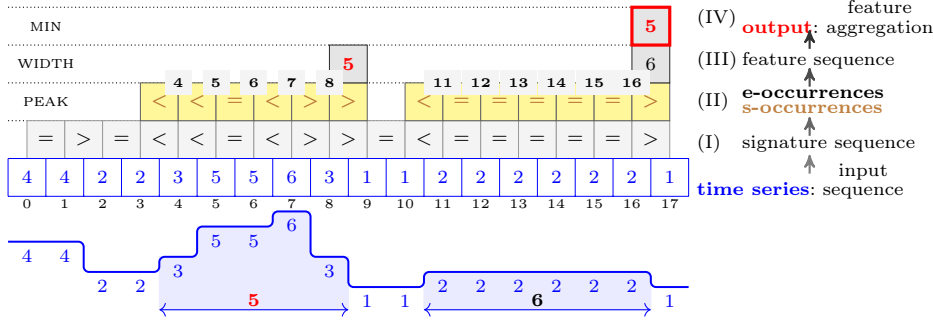 MIN 5 (IV) output: feature aggregation
WIDTH 5 6 (III) feature sequence
4 5 6 7 8 11 12 13 14 15 16
PEAK < < = < > > < = = = = = > (II) e-occurrences
s-occurrences
= > = < < = < > > = < = = = = = > (I) signature sequence
4 4 2 2 3 5 5 6 3 1 1 2 2 2 2 2 2 1 time series: input sequence
0 1 2 3 4 5 6 7 8 9 10 11 12 13 14 15 16 17
4 4 2 2 3 5 5 6 3 1 1 2 2 2 2 2 2 1
5 6